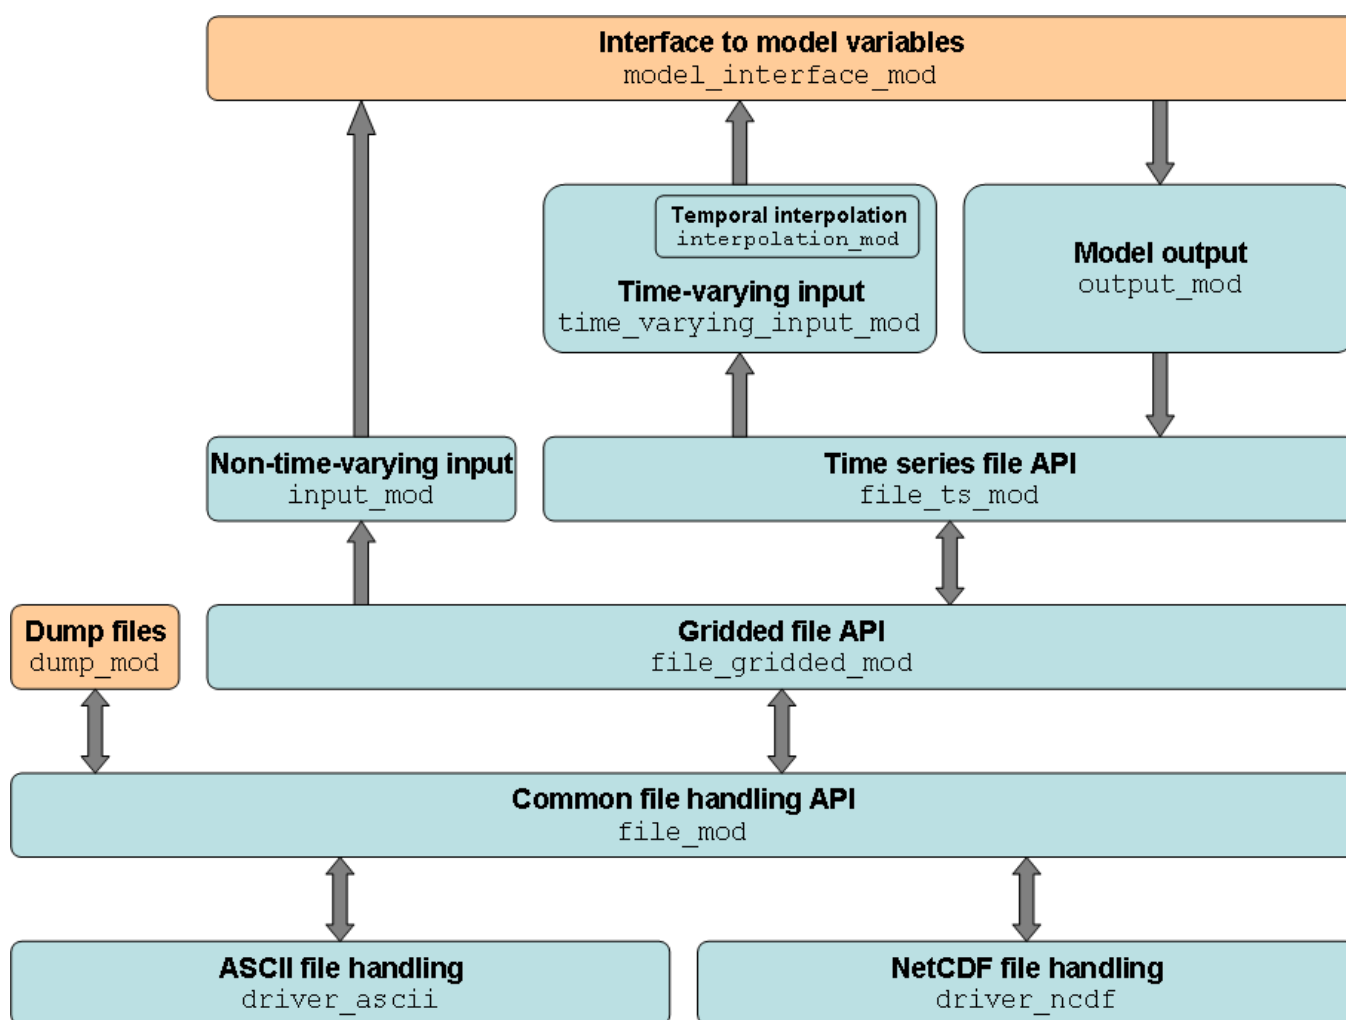 Interface to model variables
model_interface_mod
Temporal interpolation
interpolation_mod
Time-varying input
time_varying_input_mod
Model output
output_mod
Non-time-varying input
input_mod
Time series file API
file_ts_mod
Dump files
dump_mod
Gridded file API
file_gridded_mod
Common file handling API
file_mod
ASCII file handling
driver_ascii
NetCDF file handling
driver_ncdf